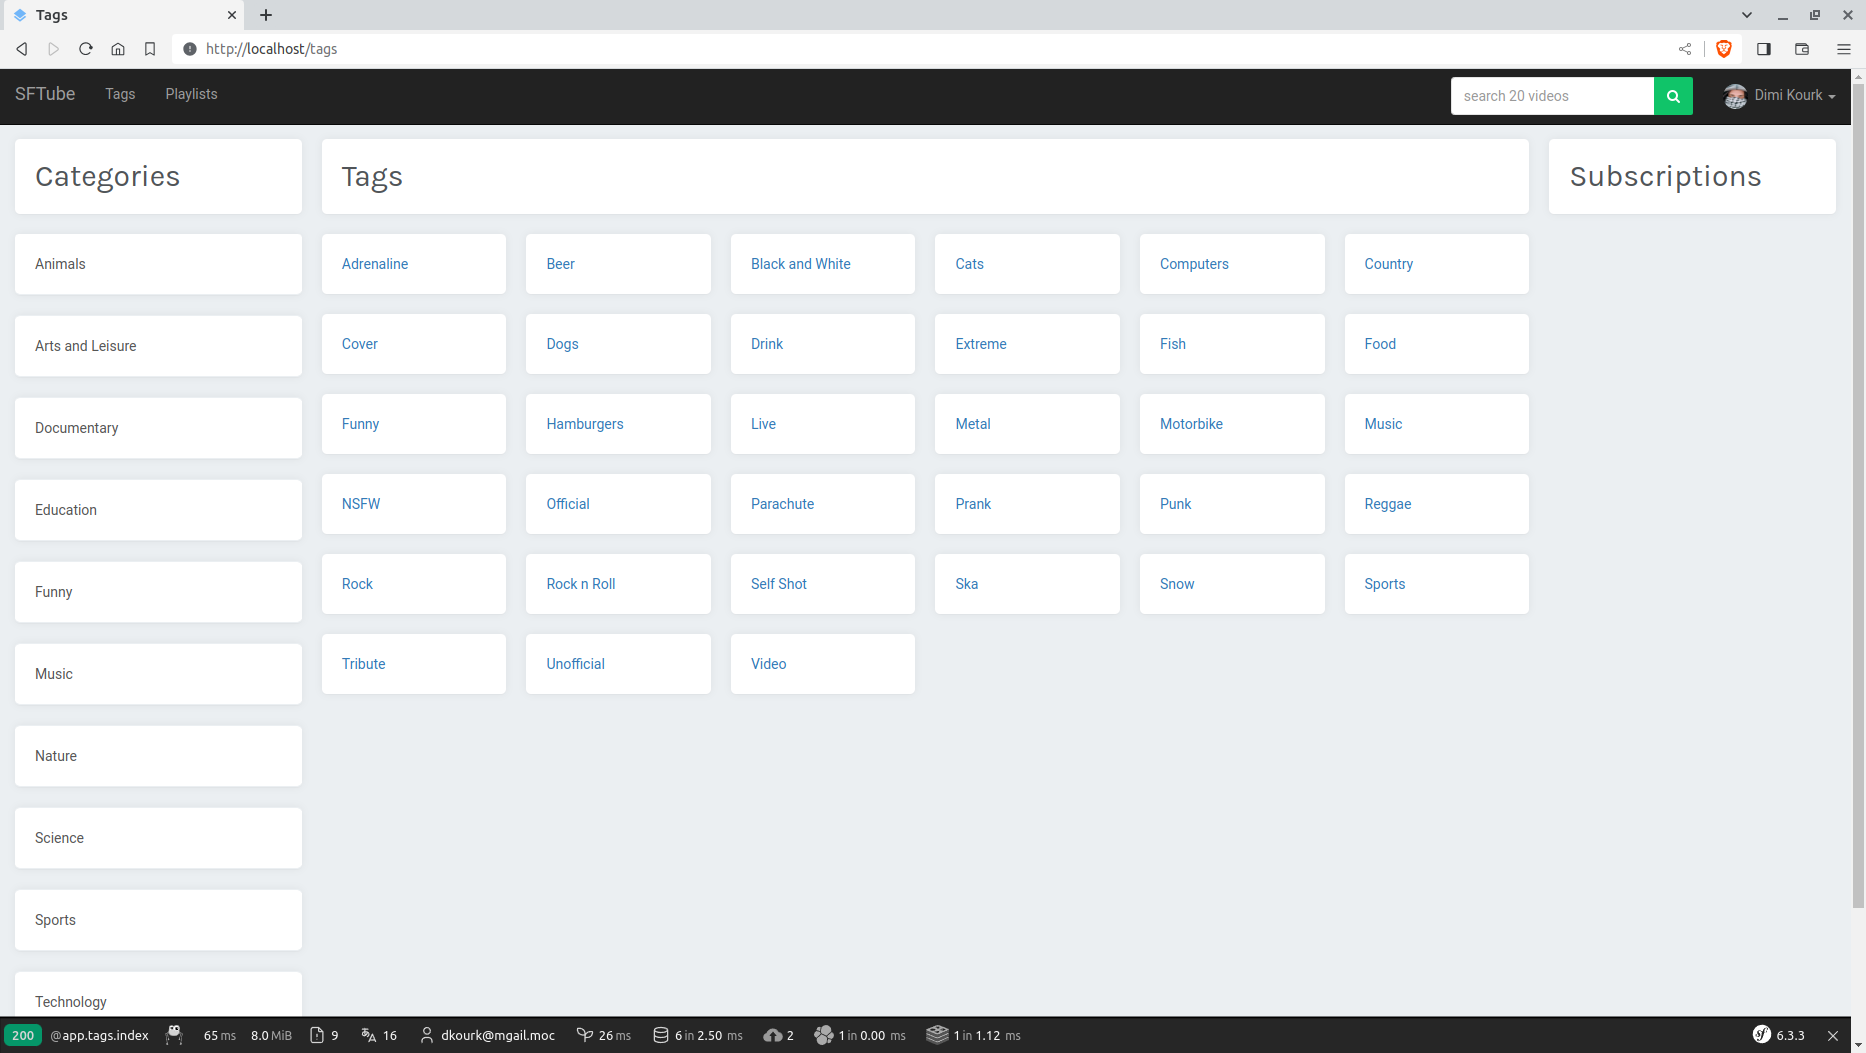 Tags
http://localhost/tags
SFTube Tags Playlists search 20 videos Dimi Kourk
Categories
Animals
Arts and Leisure
Documentary
Education
Funny
Music
Nature
Science
Sports
Technology
Tags
Adrenaline Beer Black and White Cats Computers Country
Cover Dogs Drink Extreme Fish Food
Funny Hamburgers Live Metal Motorbike Music
NSFW Official Parachute Prank Punk Reggae
Rock Rock n Roll Self Shot Ska Snow Sports
Tribute Unofficial Video
Subscriptions
200 @app.tags.index 65 ms 8.0 MiB 9 16 dkourk@mgail.moc 26 ms 6 in 2.50 ms 2 1 in 0.00 ms 1 in 1.12 ms sf 6.3.3